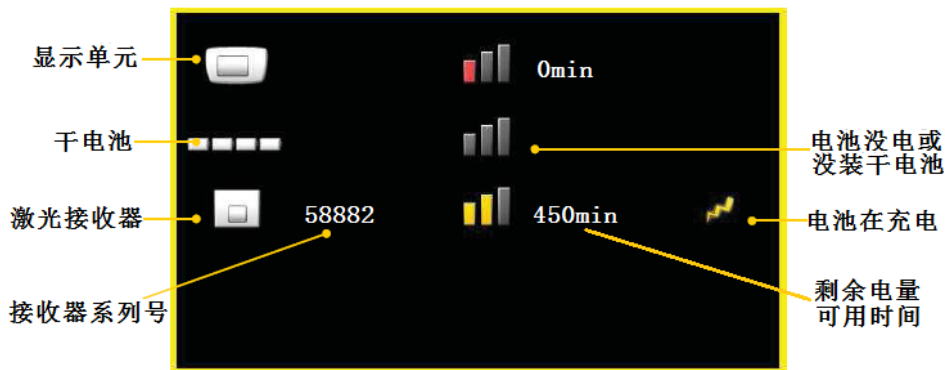 显示单元
0min
干电池
电池没电或
没装干电池
激光接收器
58882
450min
电池在充电
接收器系列号
剩余电量
可用时间